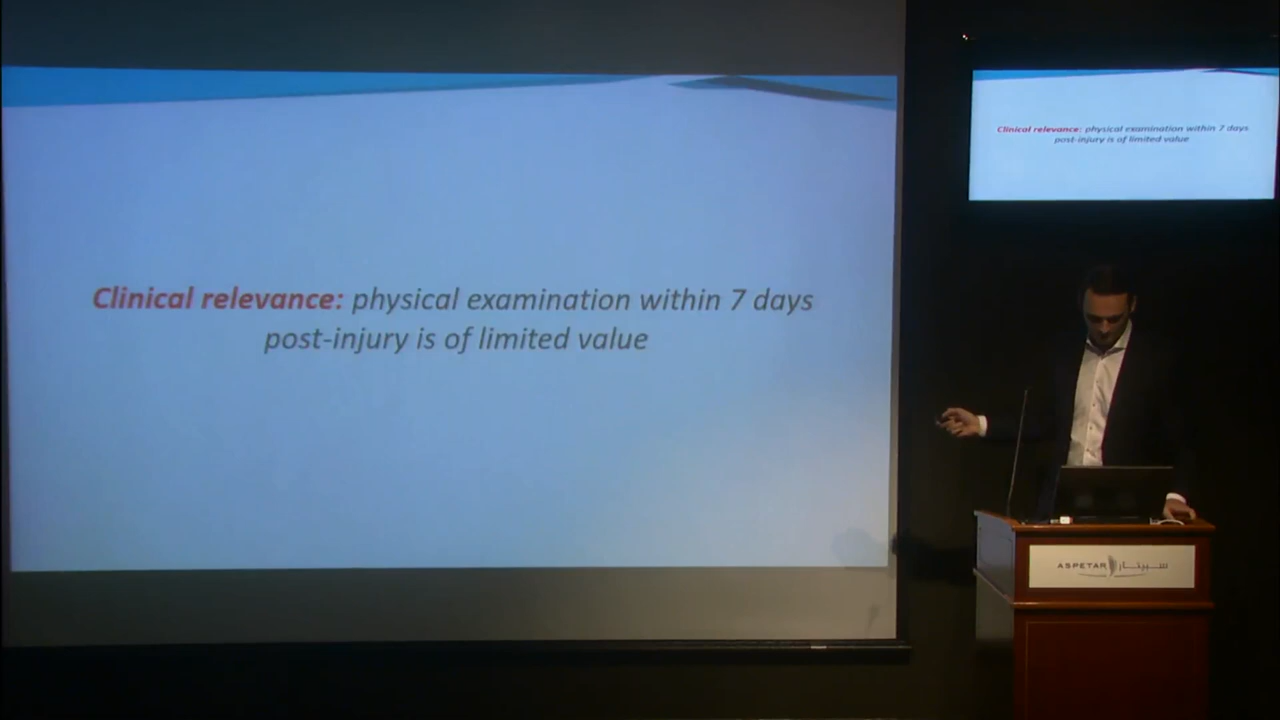 Clinical relevance: physical examination within 7 days
post-injury is of limited value
Clinical relevance: physical examination within 7 days
post-injury is of limited value
ASPETAR سبيتار